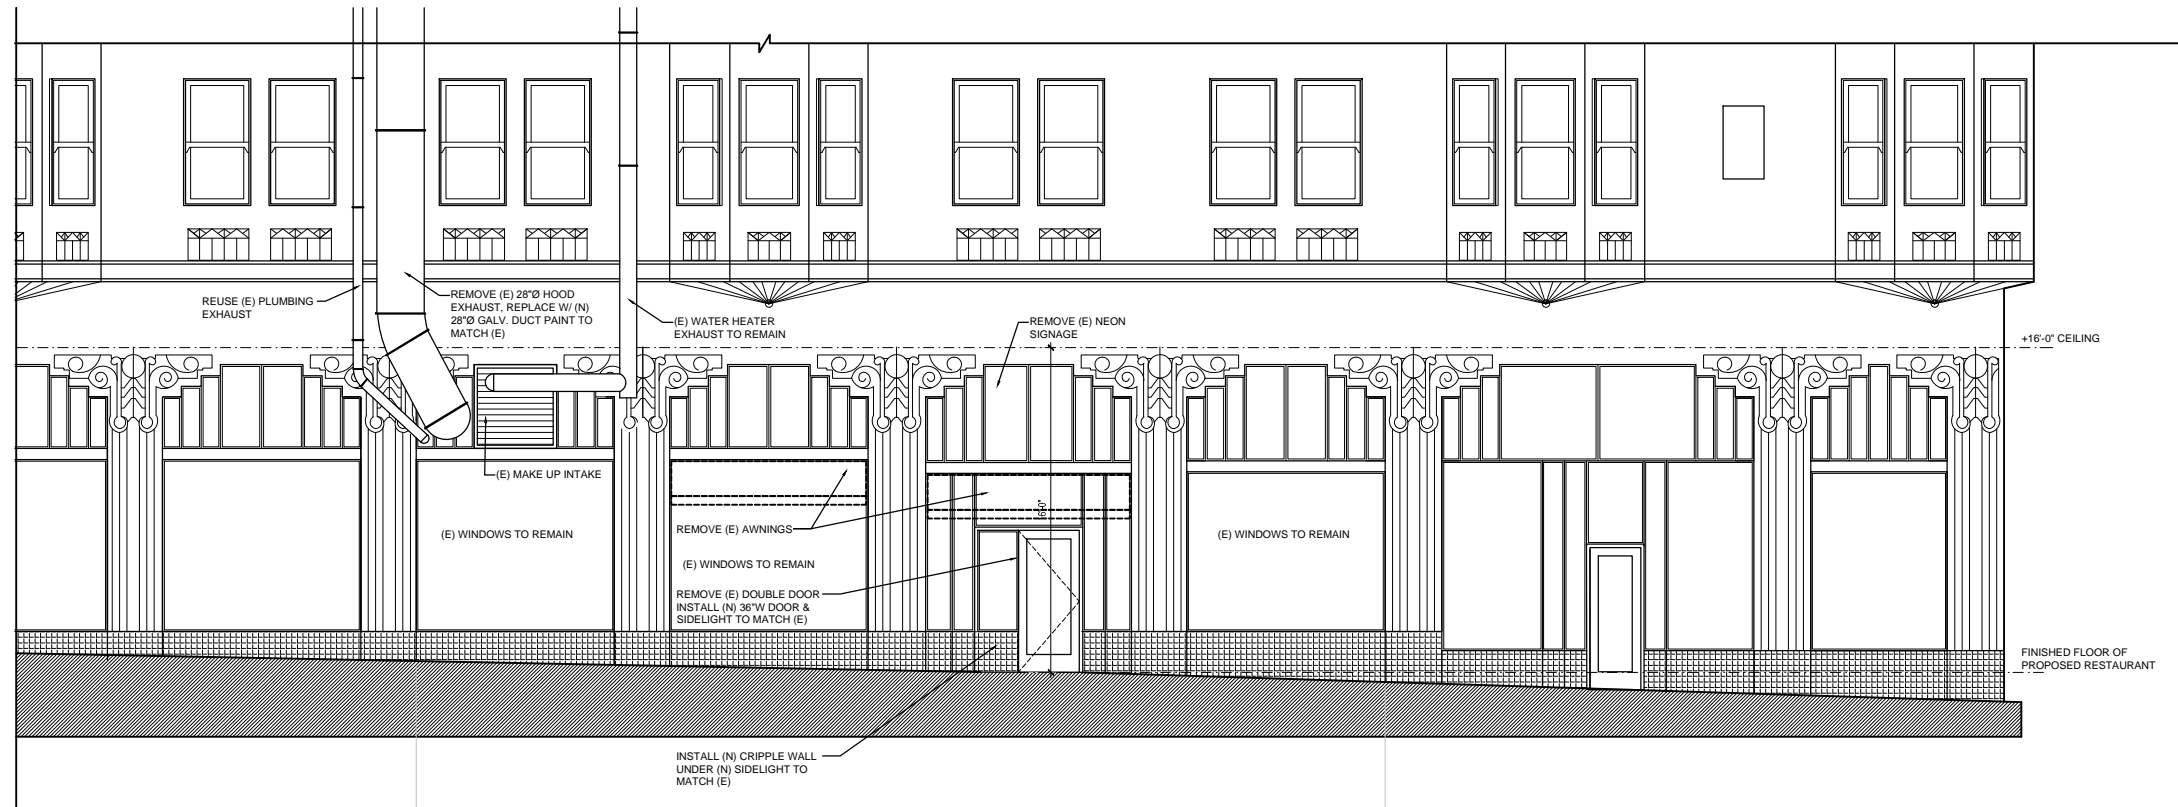 REUSE (E) PLUMBING
EXHAUST
REMOVE (E) 28"Ø HOOD
EXHAUST, REPLACE W/ (N)
28"Ø GALV. DUCT PAINT TO
MATCH (E)
(E) WATER HEATER
EXHAUST TO REMAIN
REMOVE (E) NEON
SIGNAGE
+16'-0" CEILING
(E) MAKE UP INTAKE
REMOVE (E) AWNINGS
16'-0"
(E) WINDOWS TO REMAIN
(E) WINDOWS TO REMAIN
(E) WINDOWS TO REMAIN
REMOVE (E) DOUBLE DOOR
INSTALL (N) 36"W DOOR &
SIDELIGHT TO MATCH (E)
FINISHED FLOOR OF
PROPOSED RESTAURANT
INSTALL (N) CRIPPLE WALL
UNDER (N) SIDELIGHT TO
MATCH (E)